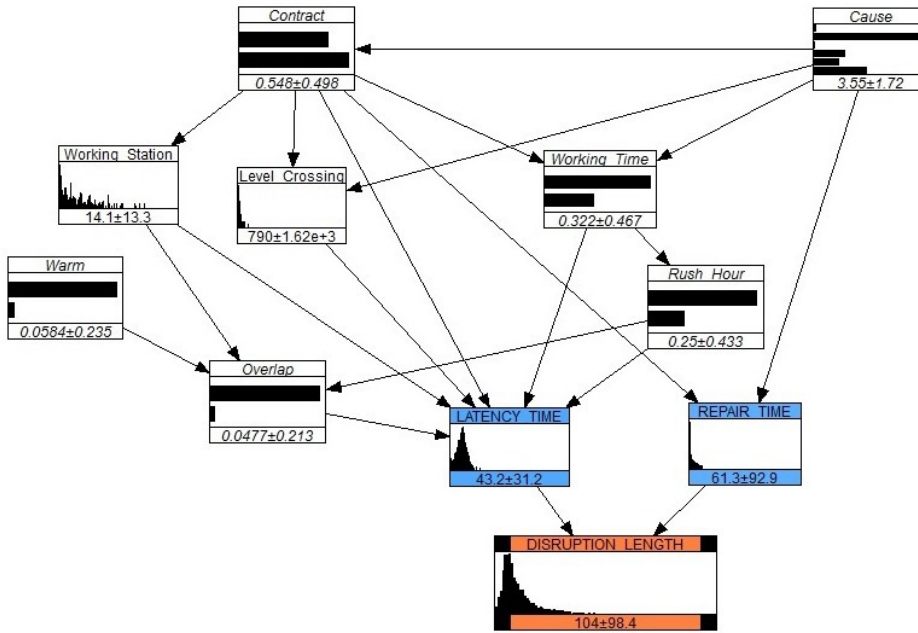 Contract
0.548±0.498
Cause
3.55±1.72
Working Station
14.1±13.3
Level Crossing
790±1.62e+3
Working Time
0.322±0.467
Warm
0.0584±0.235
Rush Hour
0.25±0.433
Overlap
0.0477±0.213
LATENCY TIME
43.2±31.2
REPAIR TIME
61.3±92.9
DISRUPTION LENGTH
104±98.4